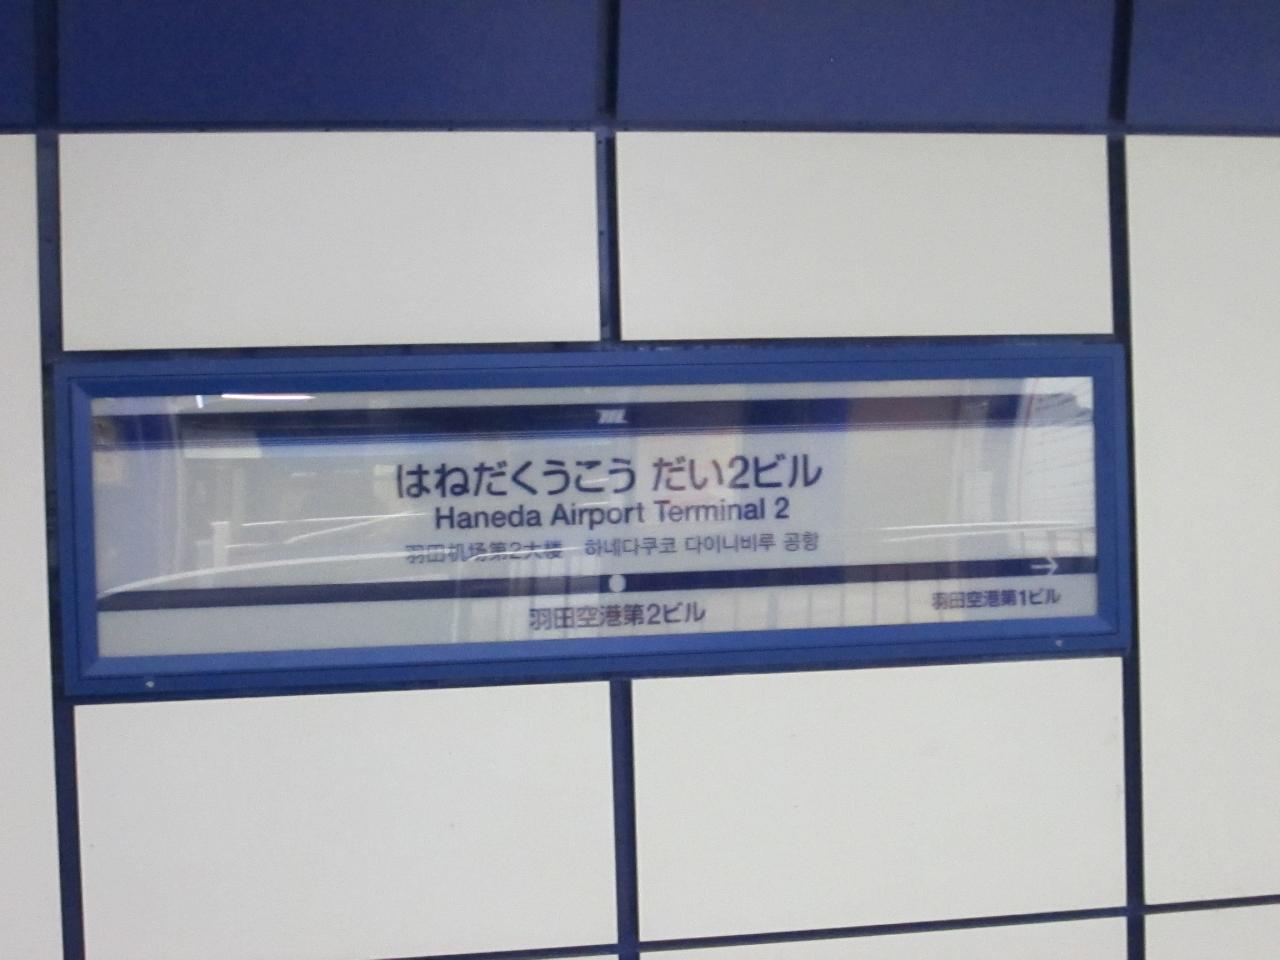 はねだくうこう だい2ビル
Haneda Airport Terminal 2
羽田机场第2大楼 하네다쿠코 다이니비루 공항
羽田空港第2ビル
羽田空港第1ビル